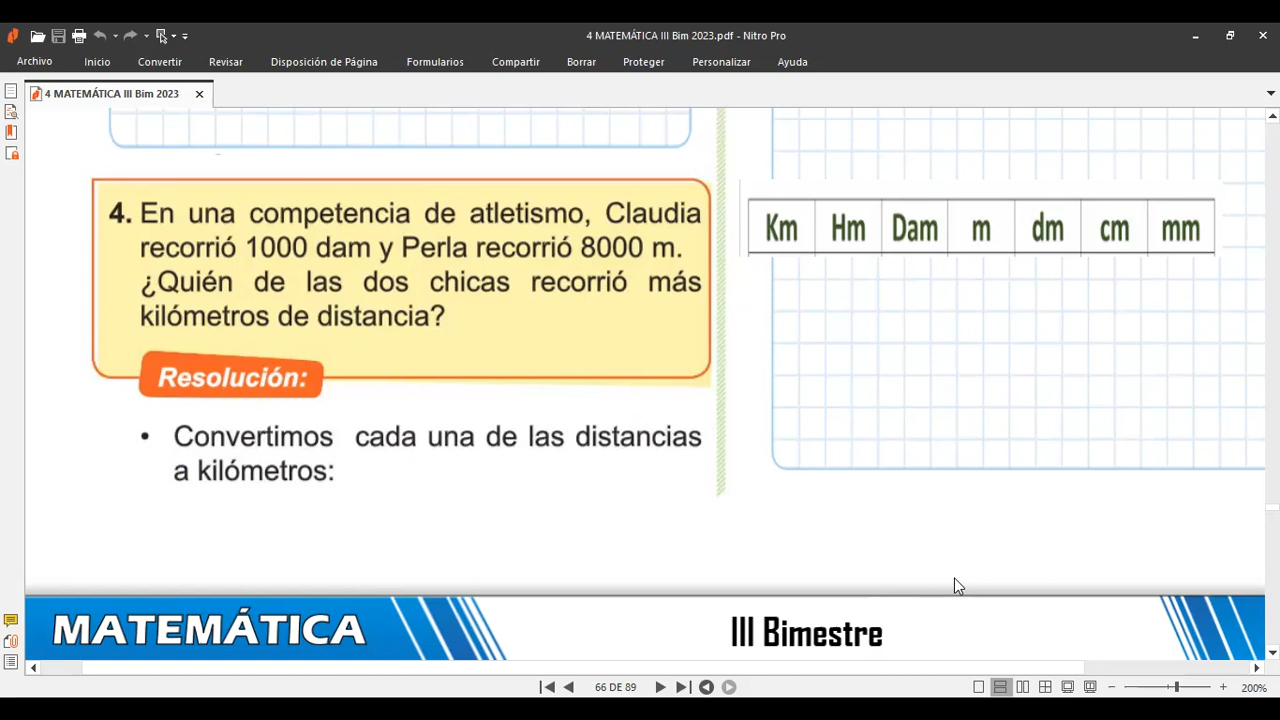 4 MATEMÁTICA III Bim 2023.pdf - Nitro Pro
Archivo Inicio Convertir Revisar Disposición de Página Formularios Compartir Borrar Proteger Personalizar Ayuda
4 MATEMÁTICA III Bim 2023
4. En una competencia de atletismo, Claudia
recorrió 1000 dam y Perla recorrió 8000 m.
¿Quién de las dos chicas recorrió más
kilómetros de distancia?
Resolución:
• Convertimos cada una de las distancias
a kilómetros:
Km Hm Dam m dm cm mm
MATEMÁTICA
III Bimestre
66 DE 89
200%